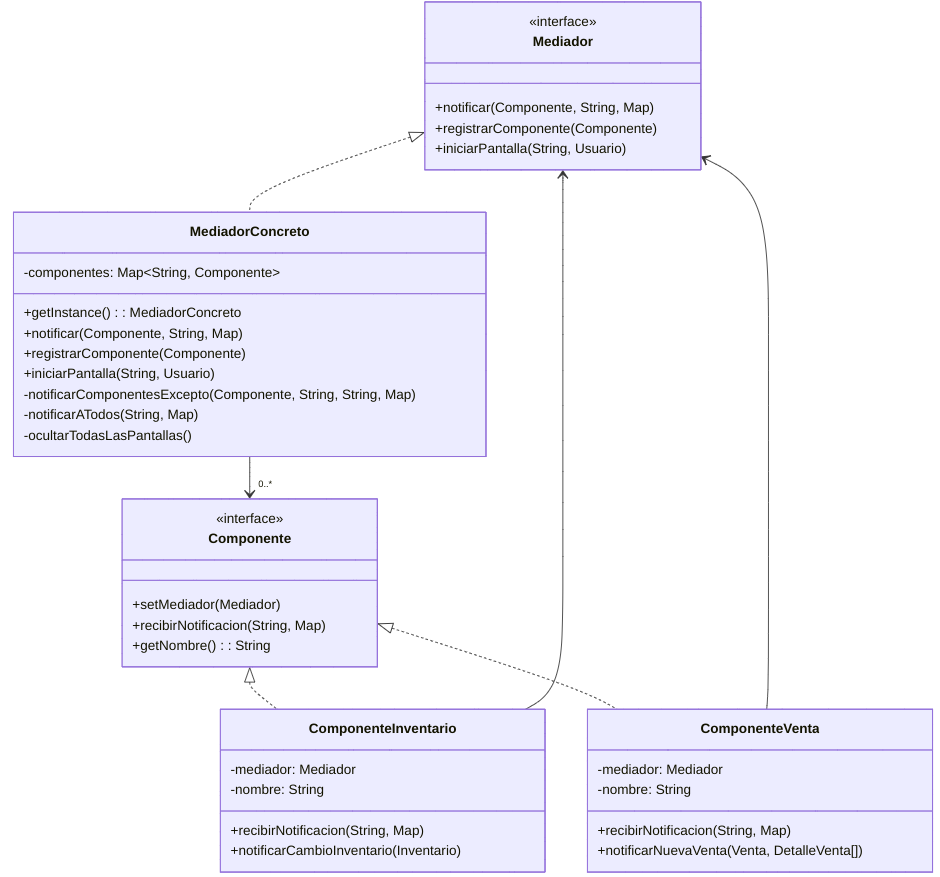 «interface»
Mediador
+notificar(Componente, String, Map)
+registrarComponente(Componente)
+iniciarPantalla(String, Usuario)
MediadorConcreto
-componentes: Map<String, Componente>
+getInstance() : : MediadorConcreto
+notificar(Componente, String, Map)
+registrarComponente(Componente)
+iniciarPantalla(String, Usuario)
-notificarComponentesExcepto(Componente, String, String, Map)
-notificarATodos(String, Map)
-ocultarTodasLasPantallas()
0..*
«interface»
Componente
+setMediador(Mediador)
+recibirNotificacion(String, Map)
+getNombre() : : String
ComponenteInventario
-mediador: Mediador
-nombre: String
+recibirNotificacion(String, Map)
+notificarCambioInventario(Inventario)
ComponenteVenta
-mediador: Mediador
-nombre: String
+recibirNotificacion(String, Map)
+notificarNuevaVenta(Venta, DetalleVenta[])